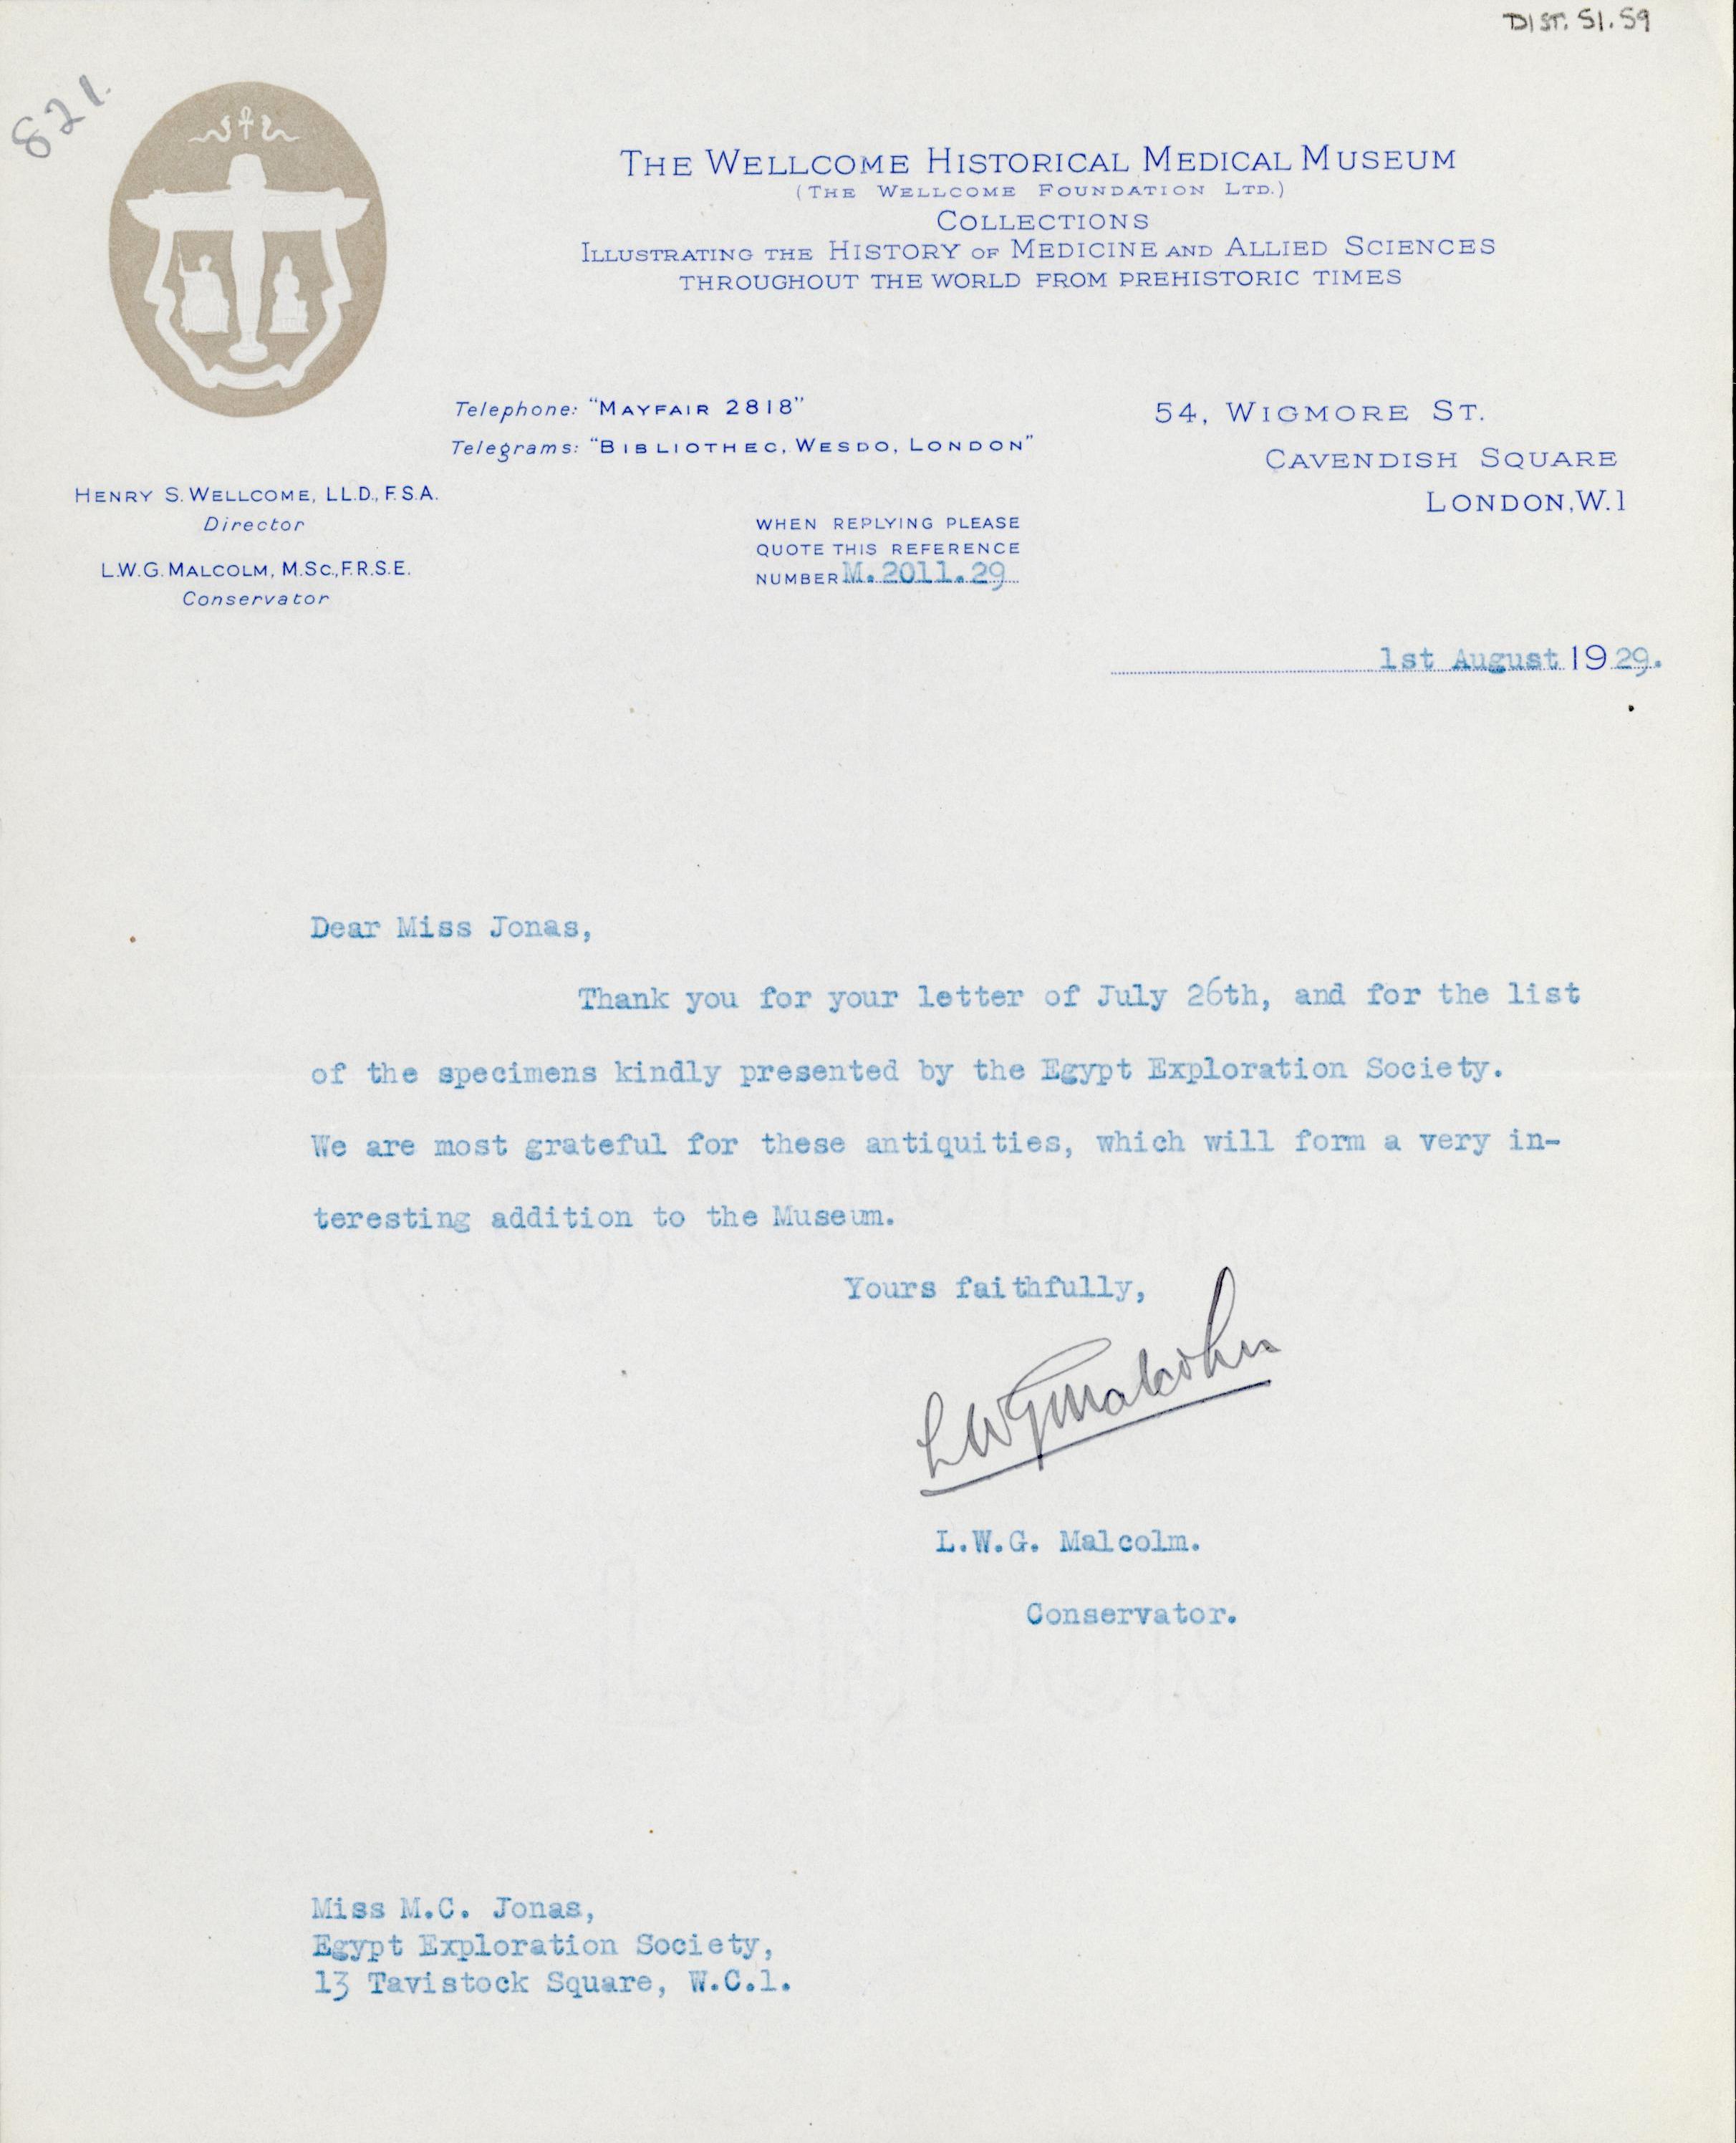 DIST. 51.59
821.
THE WELLCOME HISTORICAL MEDICAL MUSEUM
(THE WELLCOME FOUNDATION LTD.)
COLLECTIONS
ILLUSTRATING THE HISTORY OF MEDICINE AND ALLIED SCIENCES
THROUGHOUT THE WORLD FROM PREHISTORIC TIMES
Telephone: "MAYFAIR 2818"
Telegrams: "BIBLIOTHEC, WESDO, LONDON"
54, WIGMORE ST.
CAVENDISH SQUARE
LONDON, W.1
HENRY S. WELLCOME, LL.D., F.S.A.
Director
L.W.G. MALCOLM, M.Sc., F.R.S.E.
Conservator
WHEN REPLYING PLEASE
QUOTE THIS REFERENCE
NUMBER M.2011.29
1st August 1929.
Dear Miss Jonas,
Thank you for your letter of July 26th, and for the list
of the specimens kindly presented by the Egypt Exploration Society.
We are most grateful for these antiquities, which will form a very in-
teresting addition to the Museum.
Yours faithfully,
LWG Malcolm
L.W.G. Malcolm.
Conservator.
Miss M.C. Jonas,
Egypt Exploration Society,
13 Tavistock Square, W.C.1.